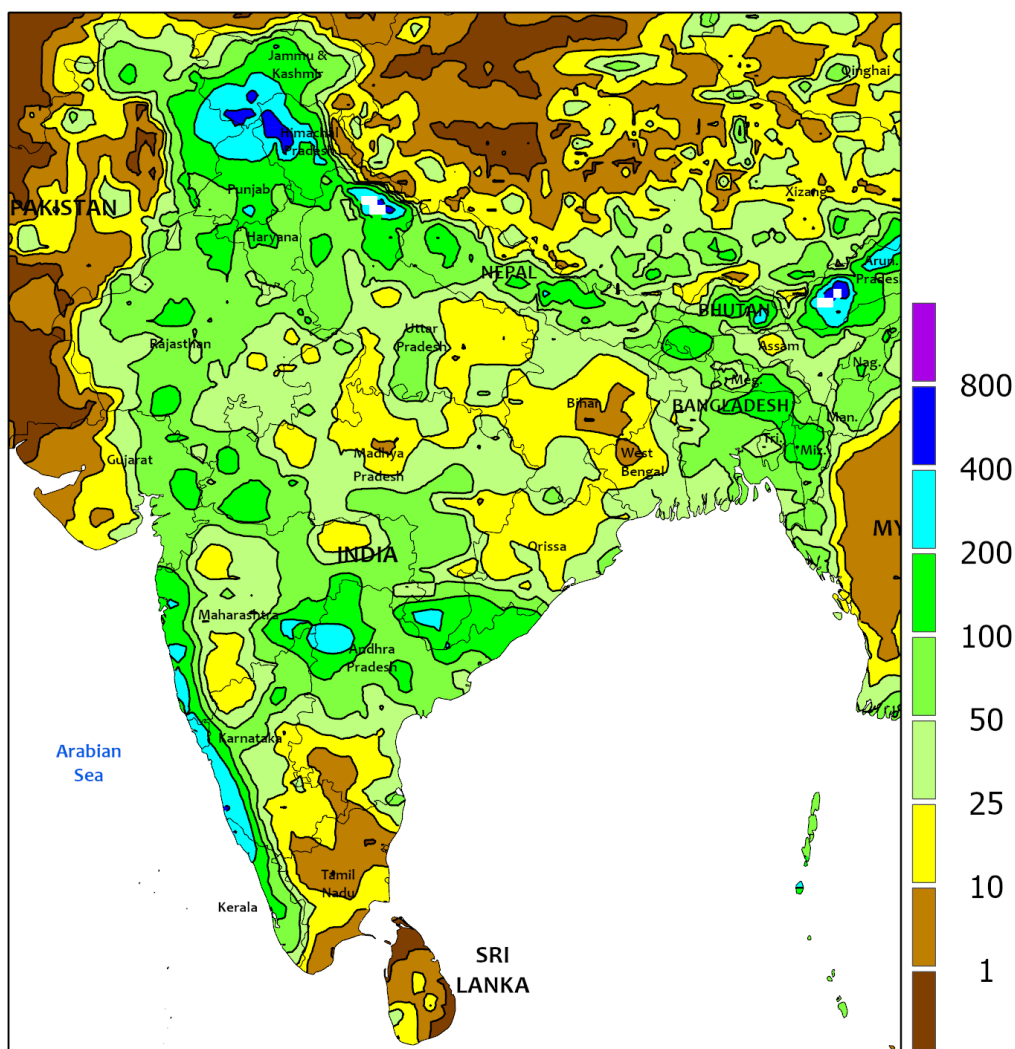 Jammu &
Kashmir
Qinghai
Himachal
Pradesh
Punjab
Xizang
PAKISTAN
Haryana
Arun.
Prades
NEPAL
BHUTAN
Uttar
Pradesh
Rajasthan
Assam
Nag.
Meg.
Bihar
BANGLADESH
Man.
Tri.
Miz.
Gujarat
Madhya
Pradesh
West
Bengal
MY
INDIA
Orissa
Maharashtra
Andhra
Pradesh
Karnataka
Arabian
Sea
Tamil
Nadu
Kerala
SRI
LANKA
800
400
200
100
50
25
10
1